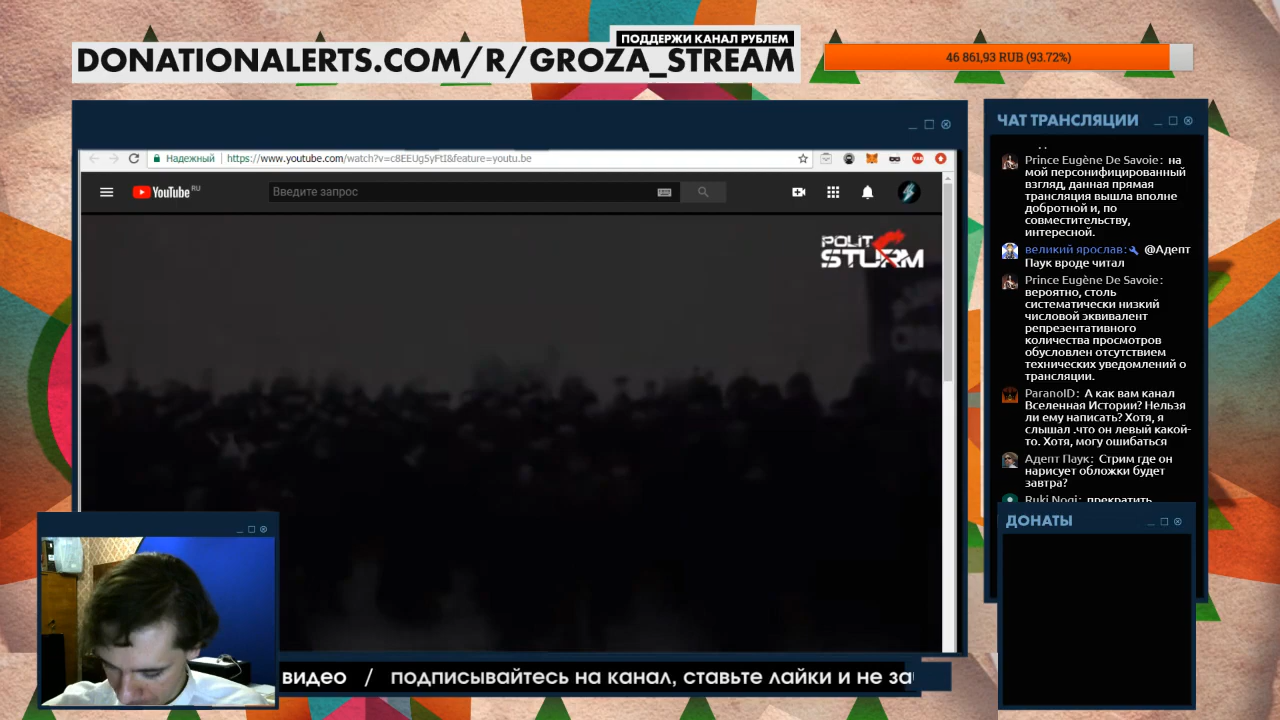 ПОДДЕРЖИ КАНАЛ РУБЛЕМ
DONATIONALERTS.COM/R/GROZA_STREAM
46 861,93 RUB (93.72%)
Надежный
https://www.youtube.com/watch?v=c8EEUg5yFtI&feature=youtu.be
YouTube RU
Введите запрос
POLIT
STURM
ЧАТ ТРАНСЛЯЦИИ
Prince Eugène De Savoie: на
мой персонифицированный
взгляд, данная прямая
трансляция вышла вполне
добротной и, по
совместительству,
интересной.
великий ярослав: @Адепт
Паук вроде читал
Prince Eugène De Savoie:
вероятно, столь
систематически низкий
числовой эквивалент
репрезентативного
количества просмотров
обусловлен отсутствием
технических уведомлений о
трансляции.
ParanoID: А как вам канал
Вселенная Истории? Нельзя
ли ему написать? Хотя, я
слышал .что он левый какой-
то. Хотя, могу ошибаться
Адепт Паук: Стрим где он
нарисует обложки будет
завтра?
Ruki Nogi: прекратить
ДОНАТЫ
видео / подписывайтесь на канал, ставьте лайки и не за